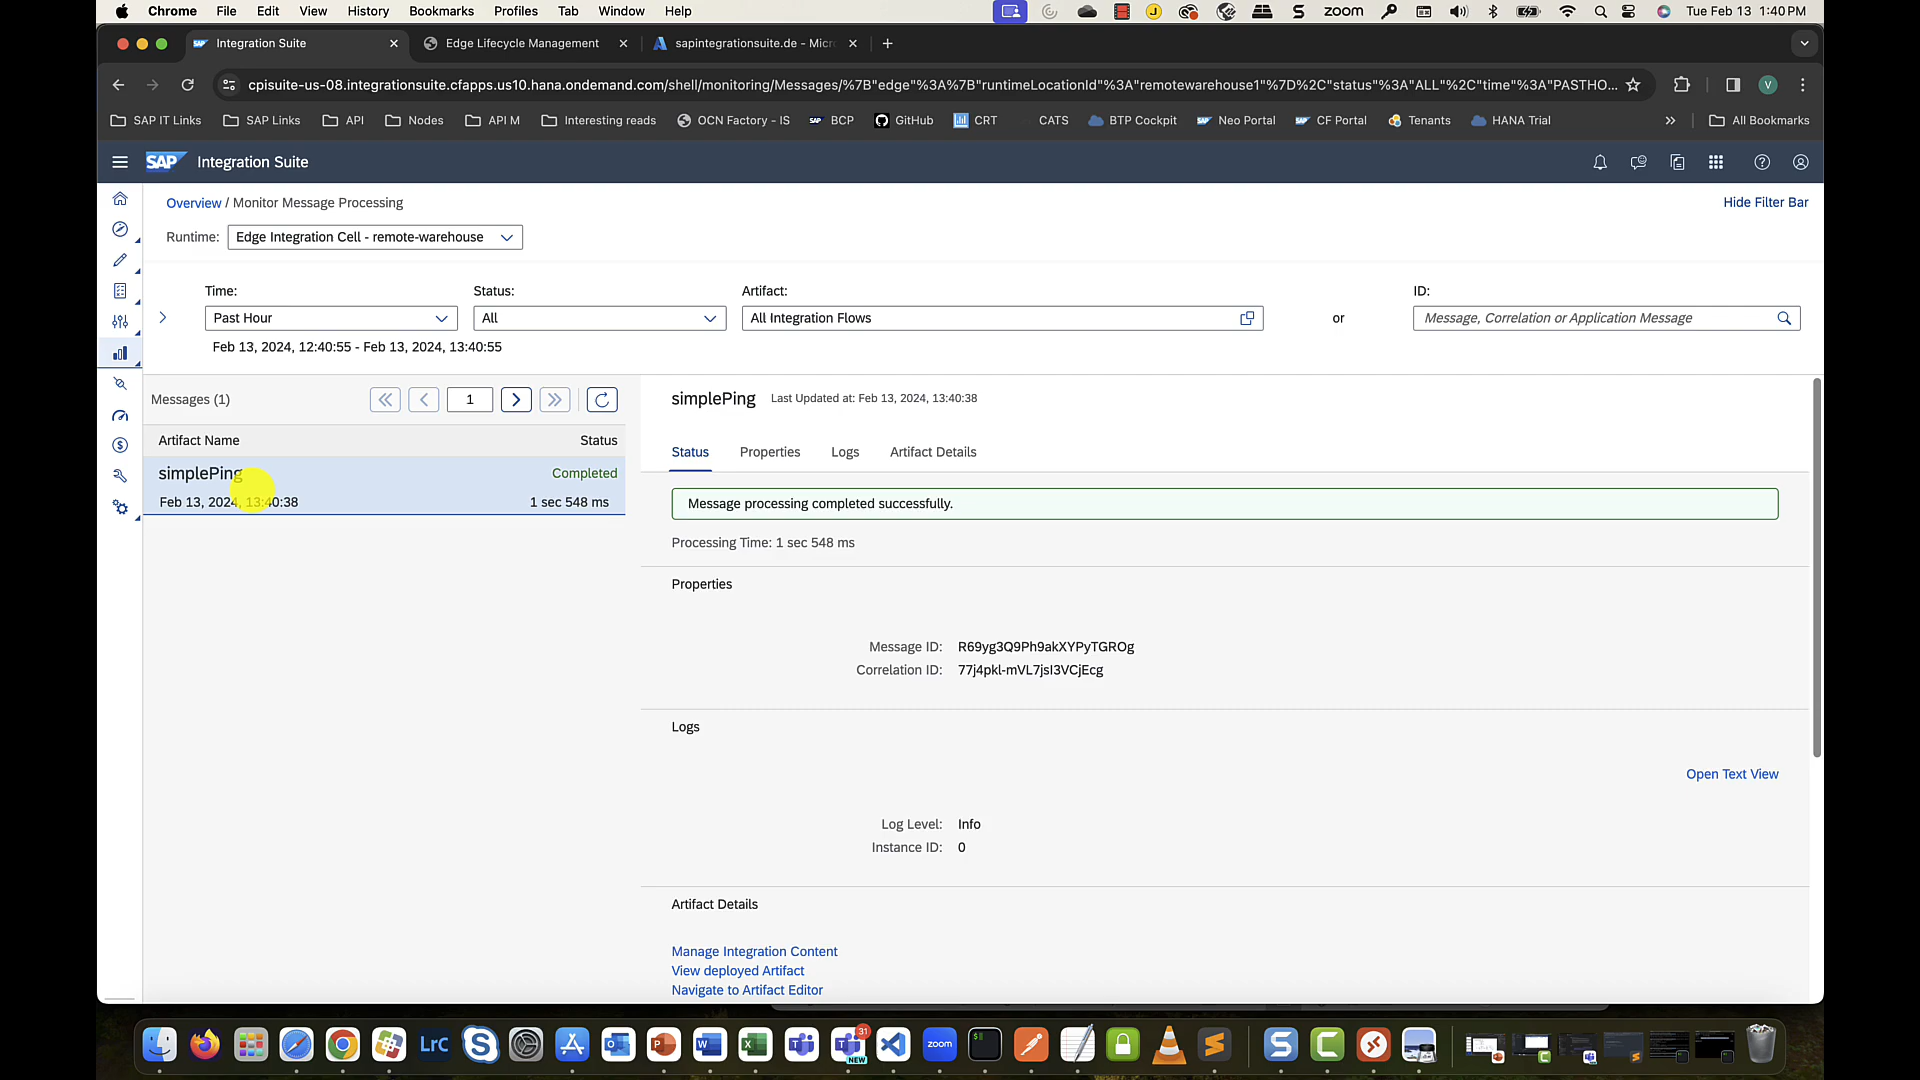 Chrome File Edit View History Bookmarks Profiles Tab Window Help zoom Tue Feb 13 1:40 PM
Integration Suite
Edge Lifecycle Management
sapintegrationsuite.de - Micr
cpisuite-us-08.integrationsuite.cfapps.us10.hana.ondemand.com/shell/monitoring/Messages/%7B"edge"%3A%7B"runtimeLocationId"%3A"remotewarehouse1"%7D%2C"status"%3A"ALL"%2C"time"%3A"PASTHO...
V
SAP IT Links SAP Links API Nodes API M Interesting reads OCN Factory - IS BCP GitHub CRT CATS BTP Cockpit Neo Portal CF Portal Tenants HANA Trial All Bookmarks
SAP Integration Suite
Overview / Monitor Message Processing
Hide Filter Bar
Runtime: Edge Integration Cell - remote-warehouse
Time: Status: Artifact: ID:
Past Hour All All Integration Flows or Message, Correlation or Application Message
Feb 13, 2024, 12:40:55 - Feb 13, 2024, 13:40:55
Messages (1) 1
Artifact Name Status
simplePing Completed
Feb 13, 2024, 13:40:38 1 sec 548 ms
simplePing Last Updated at: Feb 13, 2024, 13:40:38
Status Properties Logs Artifact Details
Message processing completed successfully.
Processing Time: 1 sec 548 ms
Properties
Message ID: R69yg3Q9Ph9akXYPyTGROg
Correlation ID: 77j4pkl-mVL7jsI3VCjEcg
Logs
Open Text View
Log Level: Info
Instance ID: 0
Artifact Details
Manage Integration Content
View deployed Artifact
Navigate to Artifact Editor
LrC
31
NEW
zoom